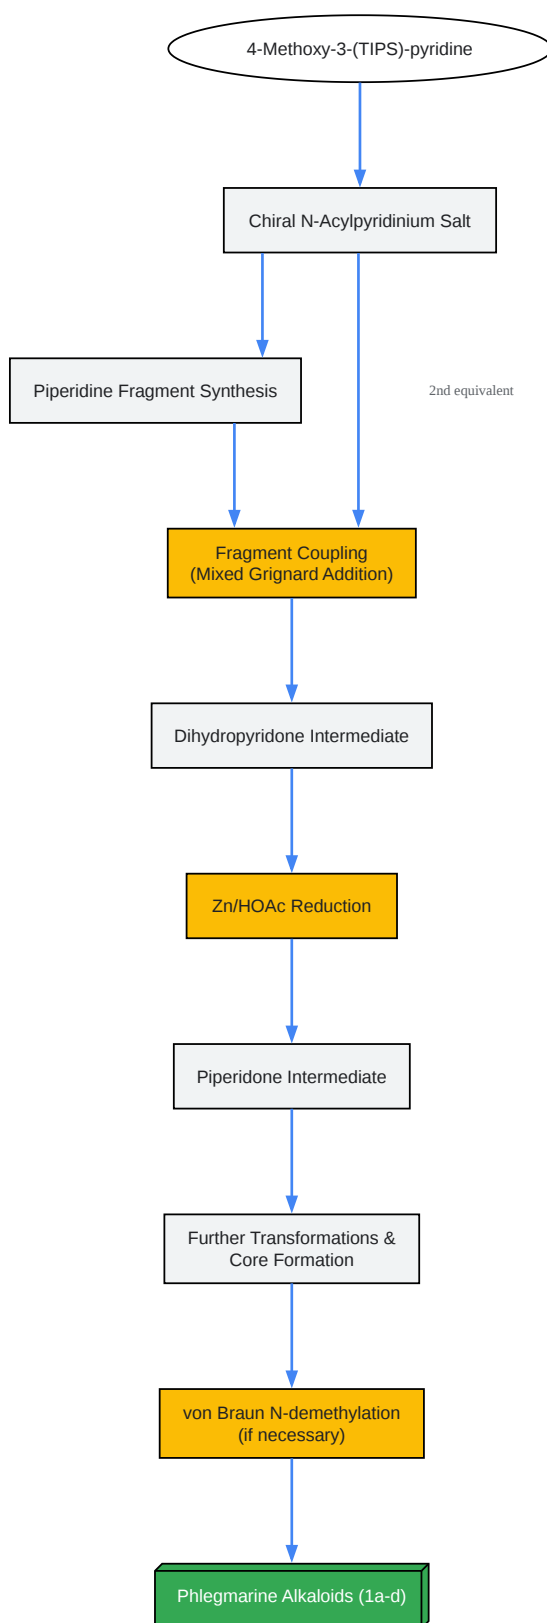 4-Methoxy-3-(TIPS)-pyridine
Chiral N-Acylpyridinium Salt
Piperidine Fragment Synthesis
2nd equivalent
Fragment Coupling
(Mixed Grignard Addition)
Dihydropyridone Intermediate
Zn/HOAc Reduction
Piperidone Intermediate
Further Transformations &
Core Formation
von Braun N-demethylation
(if necessary)
Phlegmarine Alkaloids (1a-d)